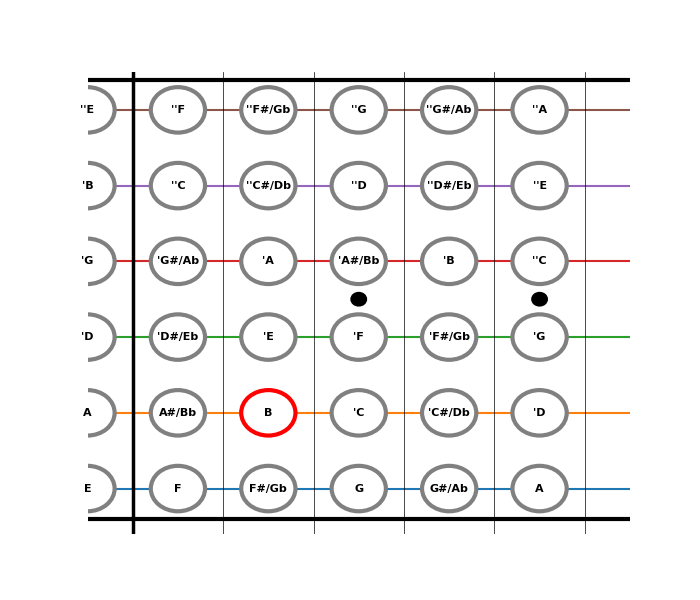 ''E ''F ''F#/Gb ''G ''G#/Ab ''A
'B ''C ''C#/Db ''D ''D#/Eb ''E
'G 'G#/Ab 'A 'A#/Bb 'B ''C
'D 'D#/Eb 'E 'F 'F#/Gb 'G
A A#/Bb B 'C 'C#/Db 'D
E F F#/Gb G G#/Ab A